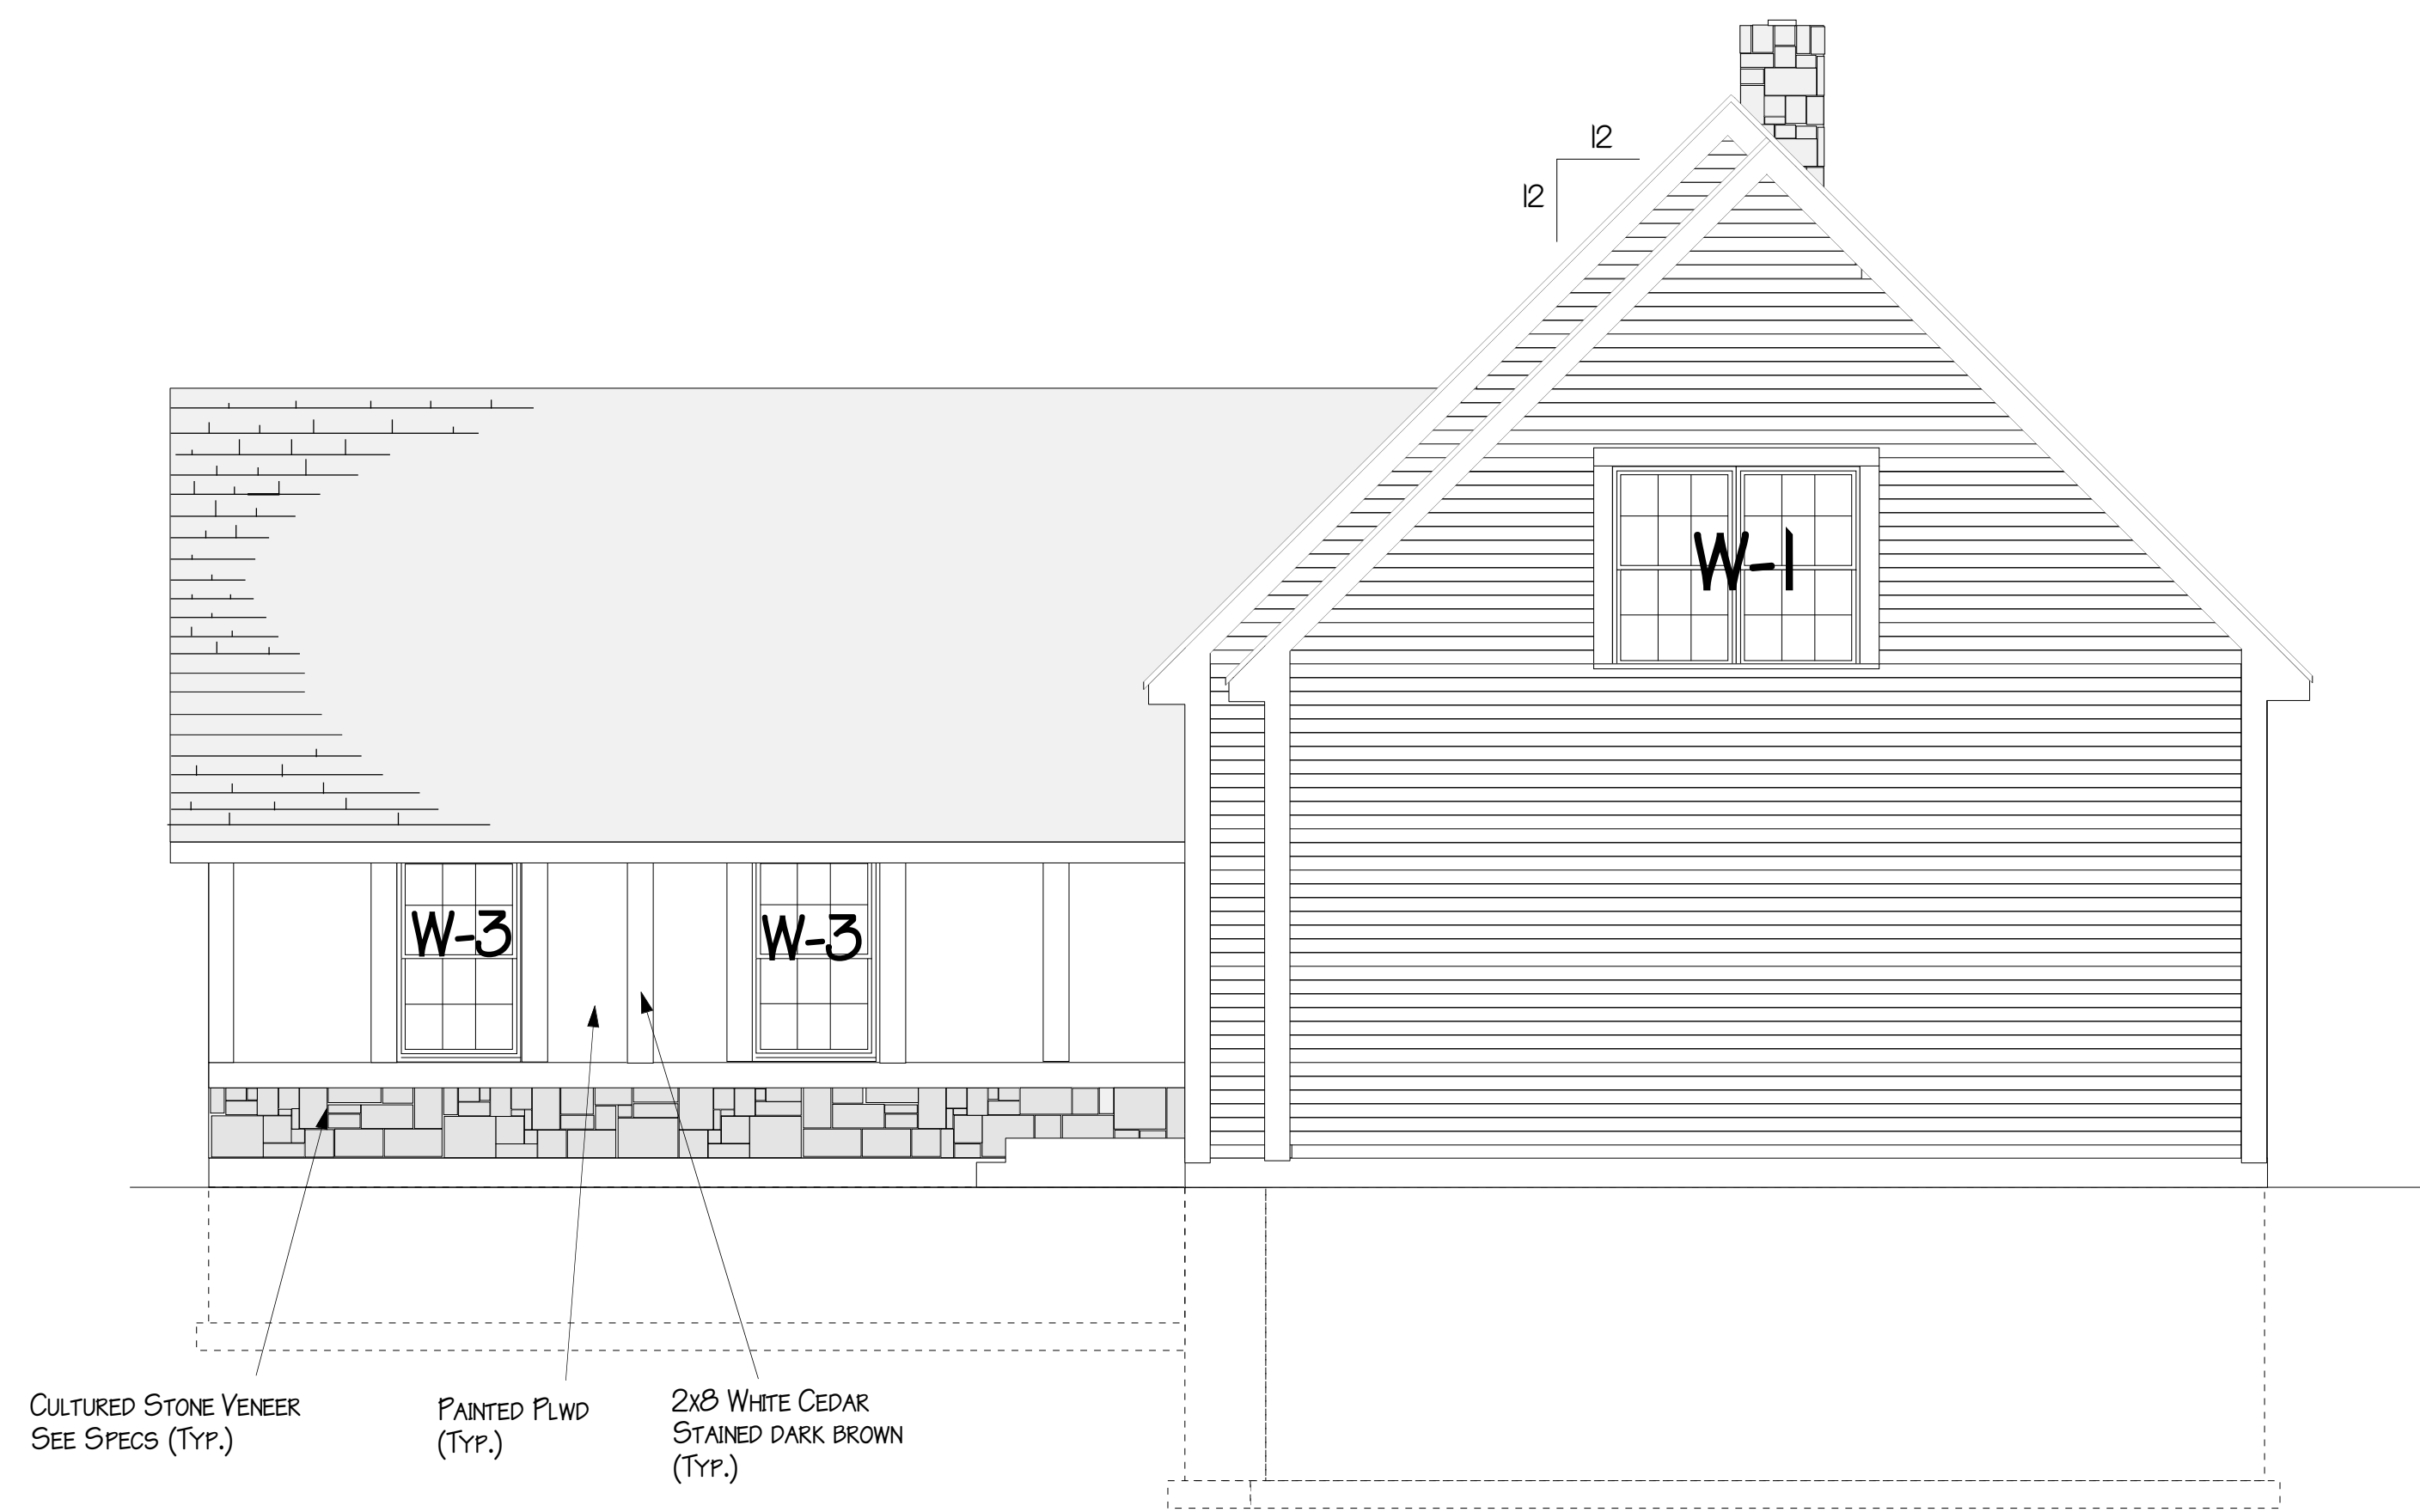 12
12
W-1
W-3
W-3
Cultured Stone Veneer
See Specs (Typ.)
Painted Plwd
(Typ.)
2x8 White Cedar
Stained dark brown
(Typ.)